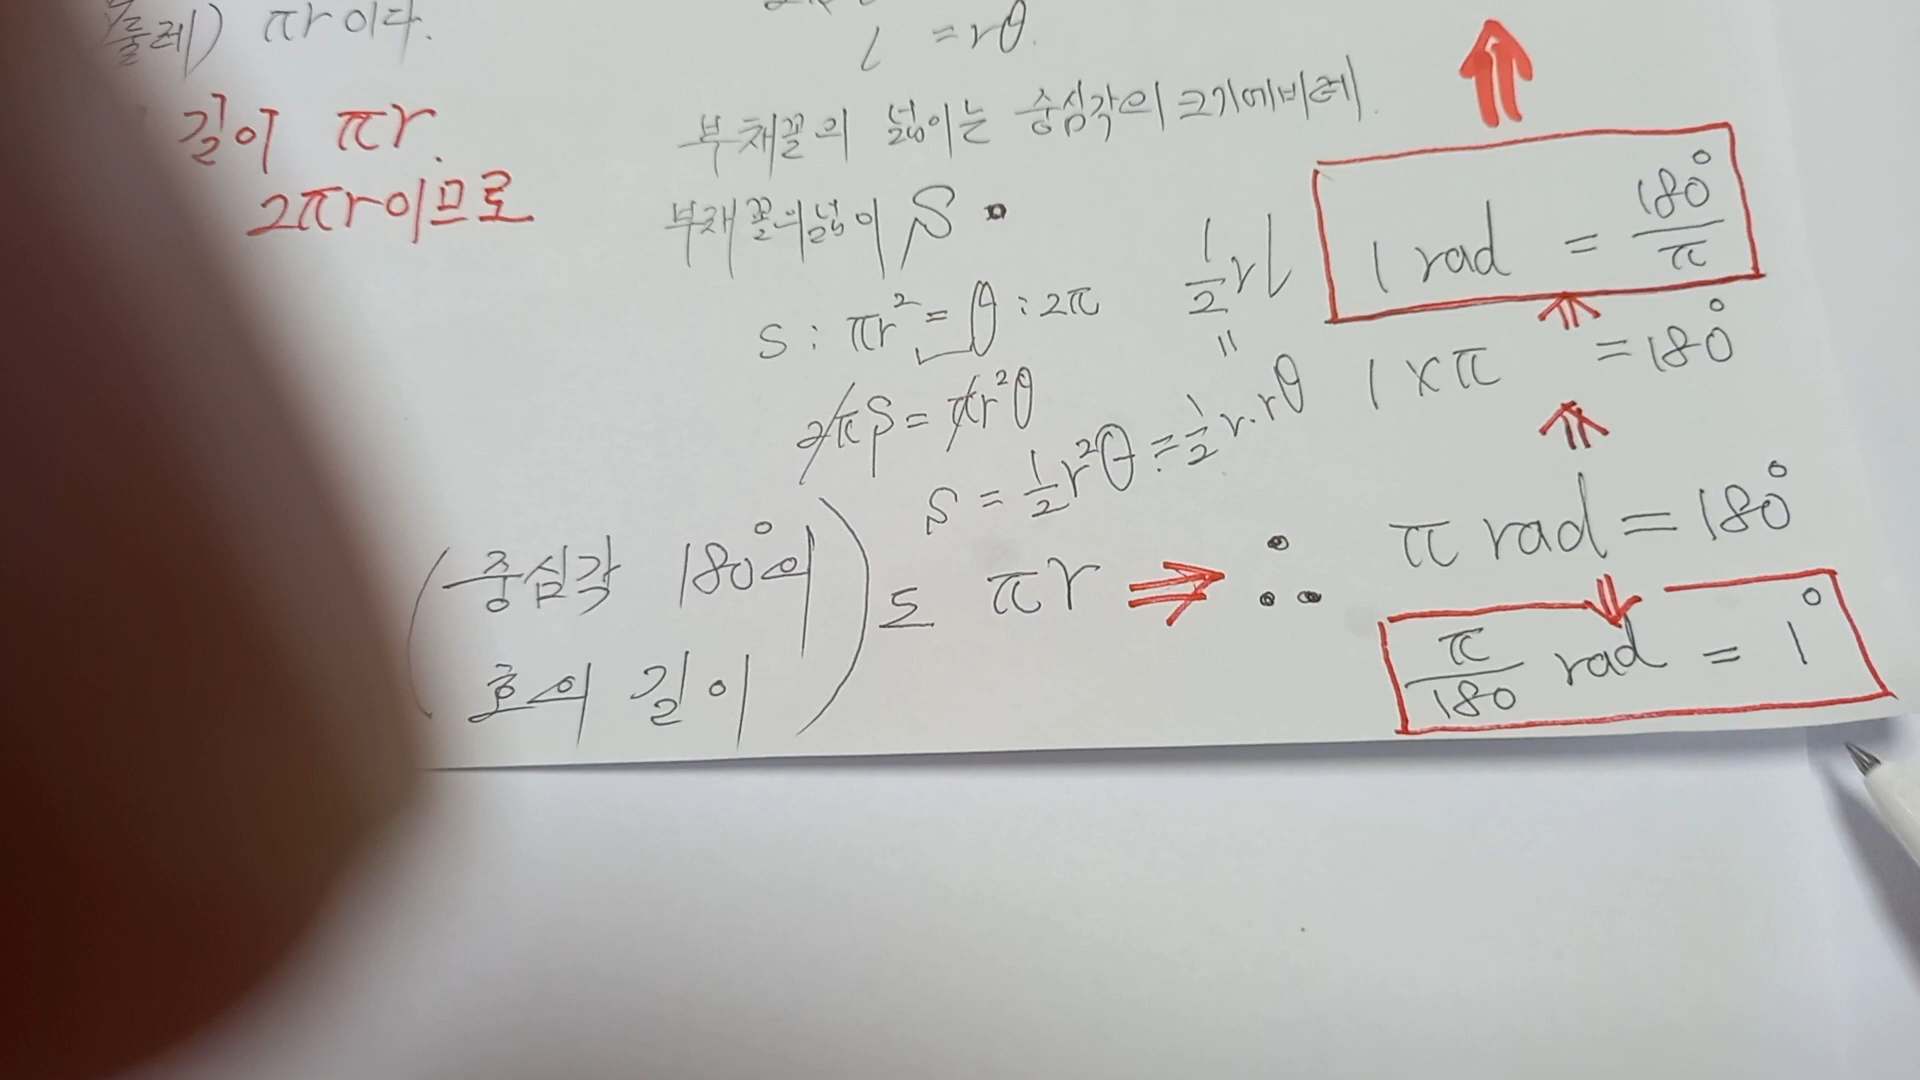 둘레) πr이다.
길이 πr.
2πr이므로
l = rθ.
부채꼴의 넓이는 중심각의 크기에비례.
부채꼴의넓이 S
S : πr² = θ : 2π
2πS = πr²θ
S = 1/2 r²θ = 1/2 r·rθ
=
1/2 rl
(중심각 180°의
호의 길이)
도 πr ⇒ ∴ π rad = 180°
1 rad = 180°/π
1 × π = 180°
π/180 rad = 1°